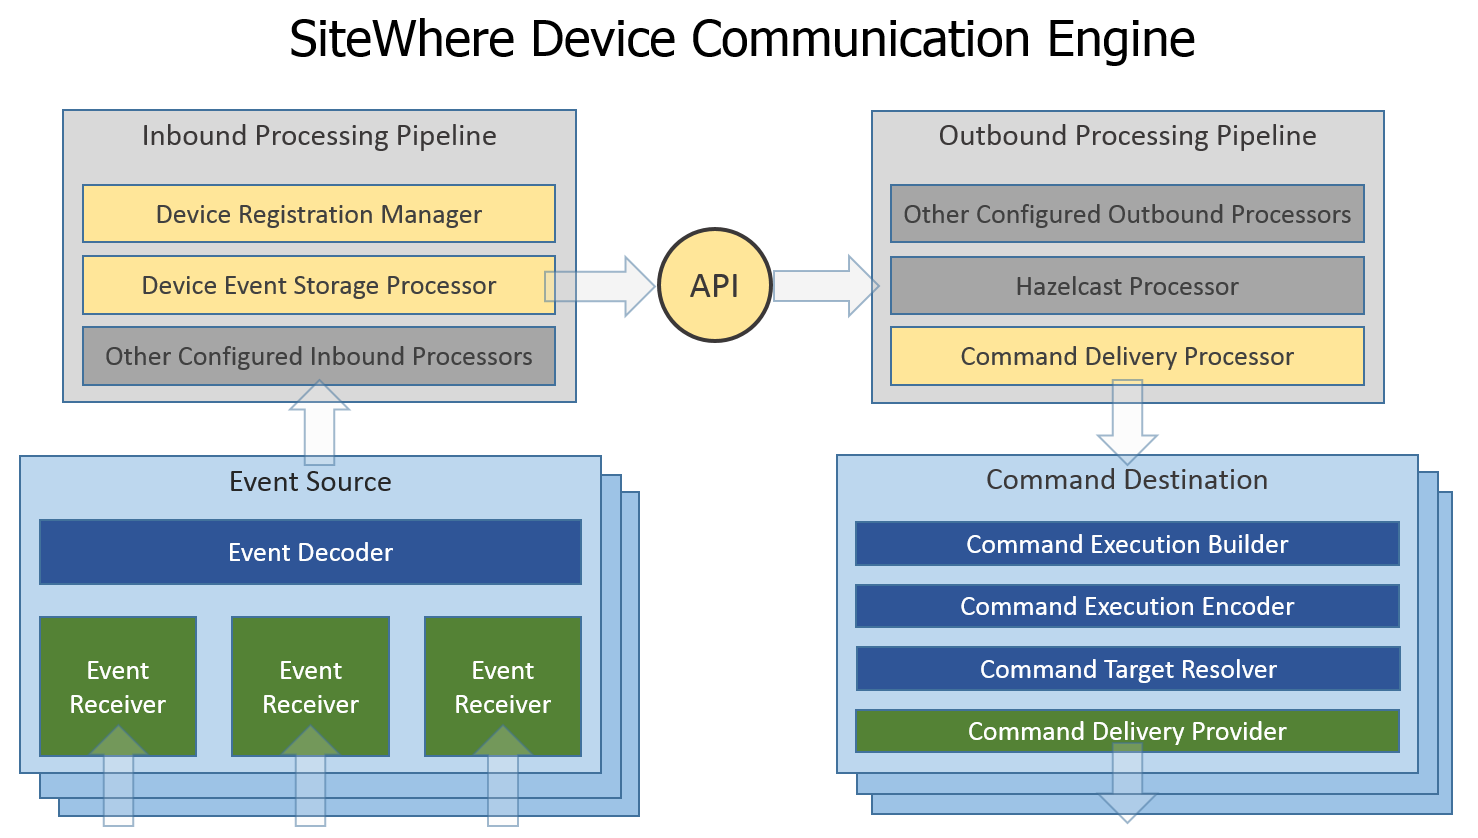 SiteWhere Device Communication Engine
Inbound Processing Pipeline
Device Registration Manager
Device Event Storage Processor
Other Configured Inbound Processors
API
Outbound Processing Pipeline
Other Configured Outbound Processors
Hazelcast Processor
Command Delivery Processor
Event Source
Event Decoder
Event
Receiver
Event
Receiver
Event
Receiver
Command Destination
Command Execution Builder
Command Execution Encoder
Command Target Resolver
Command Delivery Provider